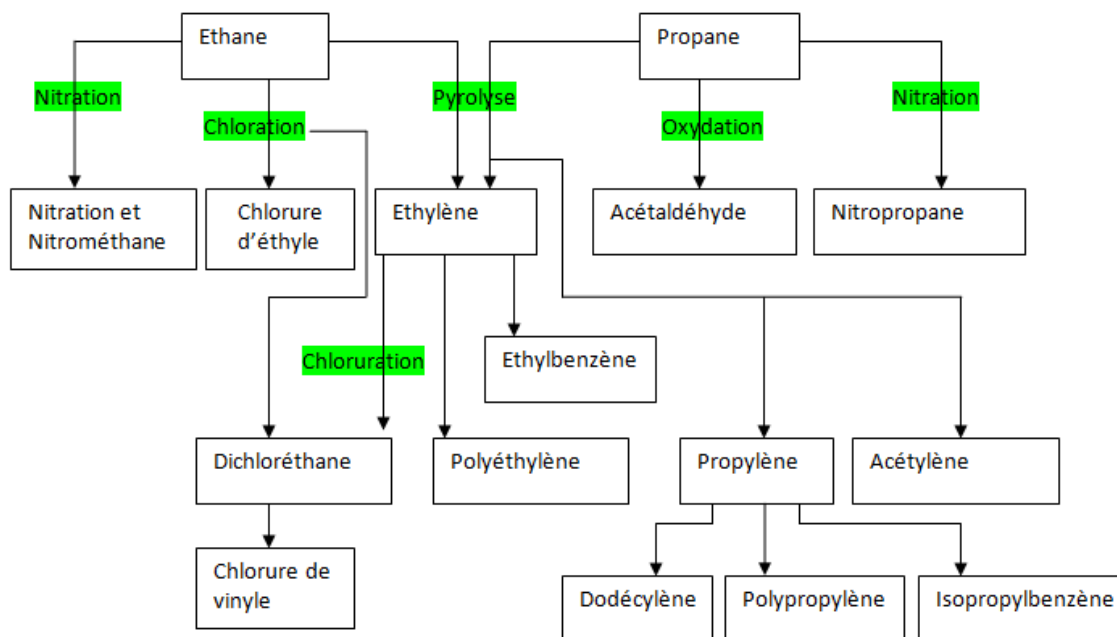 Ethane
Propane
Nitration
Pyrolyse
Nitration
Chloration
Oxydation
Nitration et
Nitrométhane
Chlorure
d’éthyle
Ethylène
Acétaldéhyde
Nitropropane
Chloruration
Ethylbenzène
Dichloréthane
Polyéthylène
Propylène
Acétylène
Chlorure de
vinyle
Dodécylène
Polypropylène
Isopropylbenzène